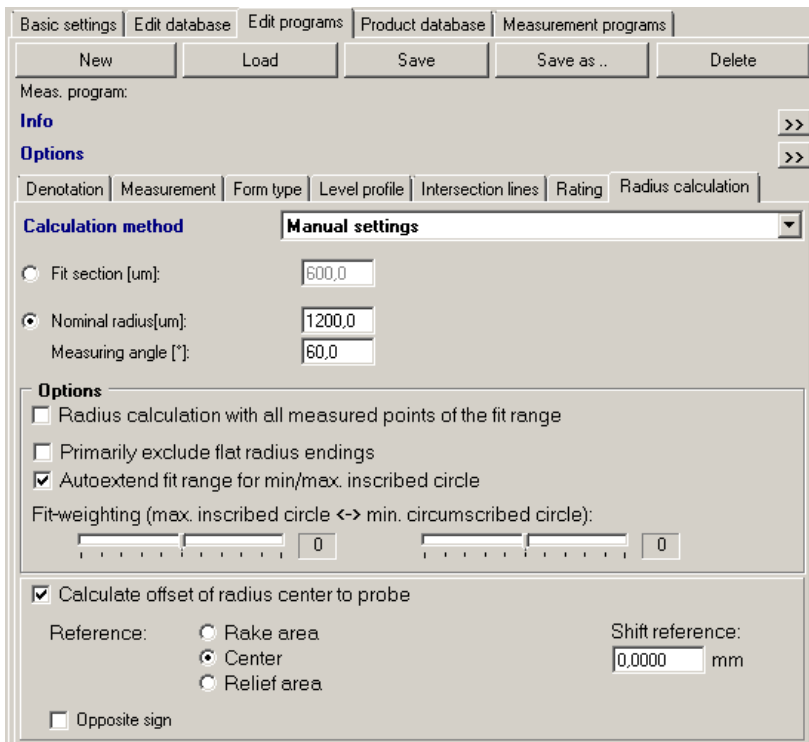 Basic settings Edit database Edit programs Product database Measurement programs
New Load Save Save as .. Delete
Meas. program:
Info >>
Options >>
Denotation Measurement Form type Level profile Intersection lines Rating Radius calculation
Calculation method Manual settings
Fit section [um]: 600,0
Nominal radius[um]: 1200,0
Measuring angle [°]: 60,0
Options
Radius calculation with all measured points of the fit range
Primarily exclude flat radius endings
Autoextend fit range for min/max. inscribed circle
Fit-weighting (max. inscribed circle <-> min. circumscribed circle):
0 0
Calculate offset of radius center to probe
Reference: Rake area Shift reference:
Center 0,0000 mm
Relief area
Opposite sign